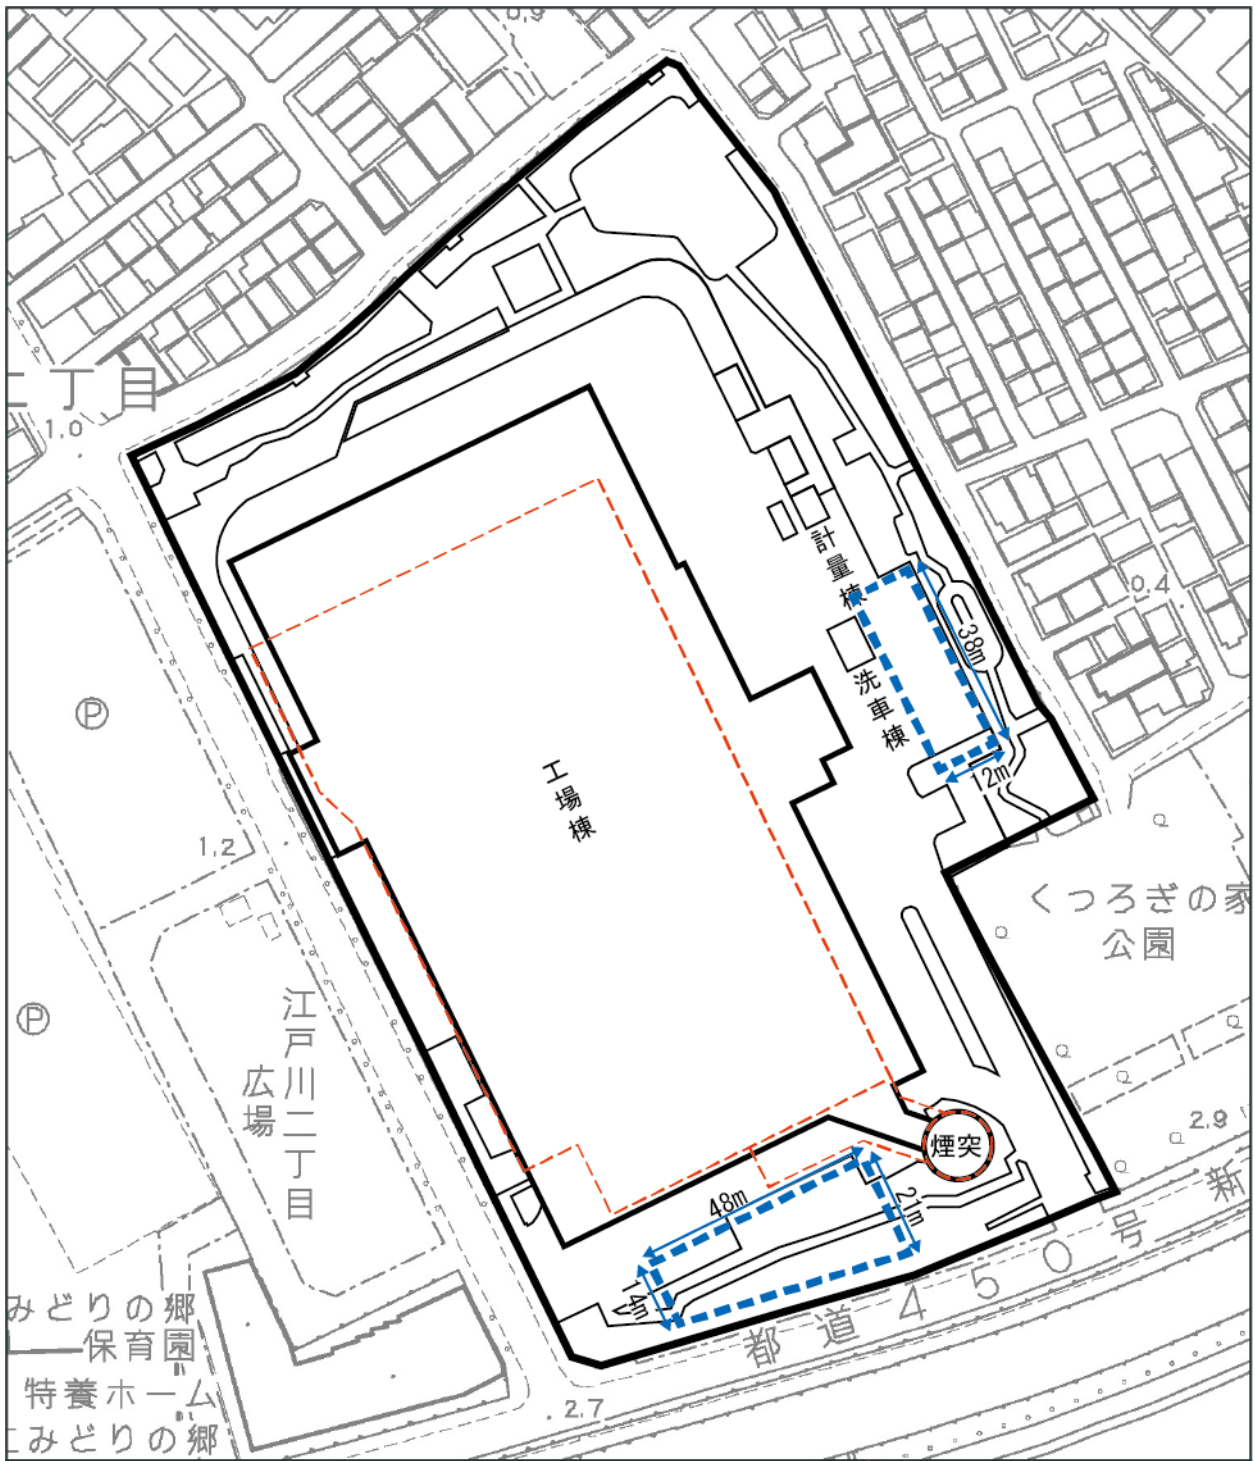 0.9
二丁目
1.0
計量棟
0.4
38m
洗車棟
12m
Ⓟ
工場棟
1.2
くつろぎの家
公園
江戸川二丁目
広場
Ⓟ
煙突
2.9
48m
21m
14m
新
都道450号
みどりの郷
保育園
特養ホーム
こみどりの郷
2.7